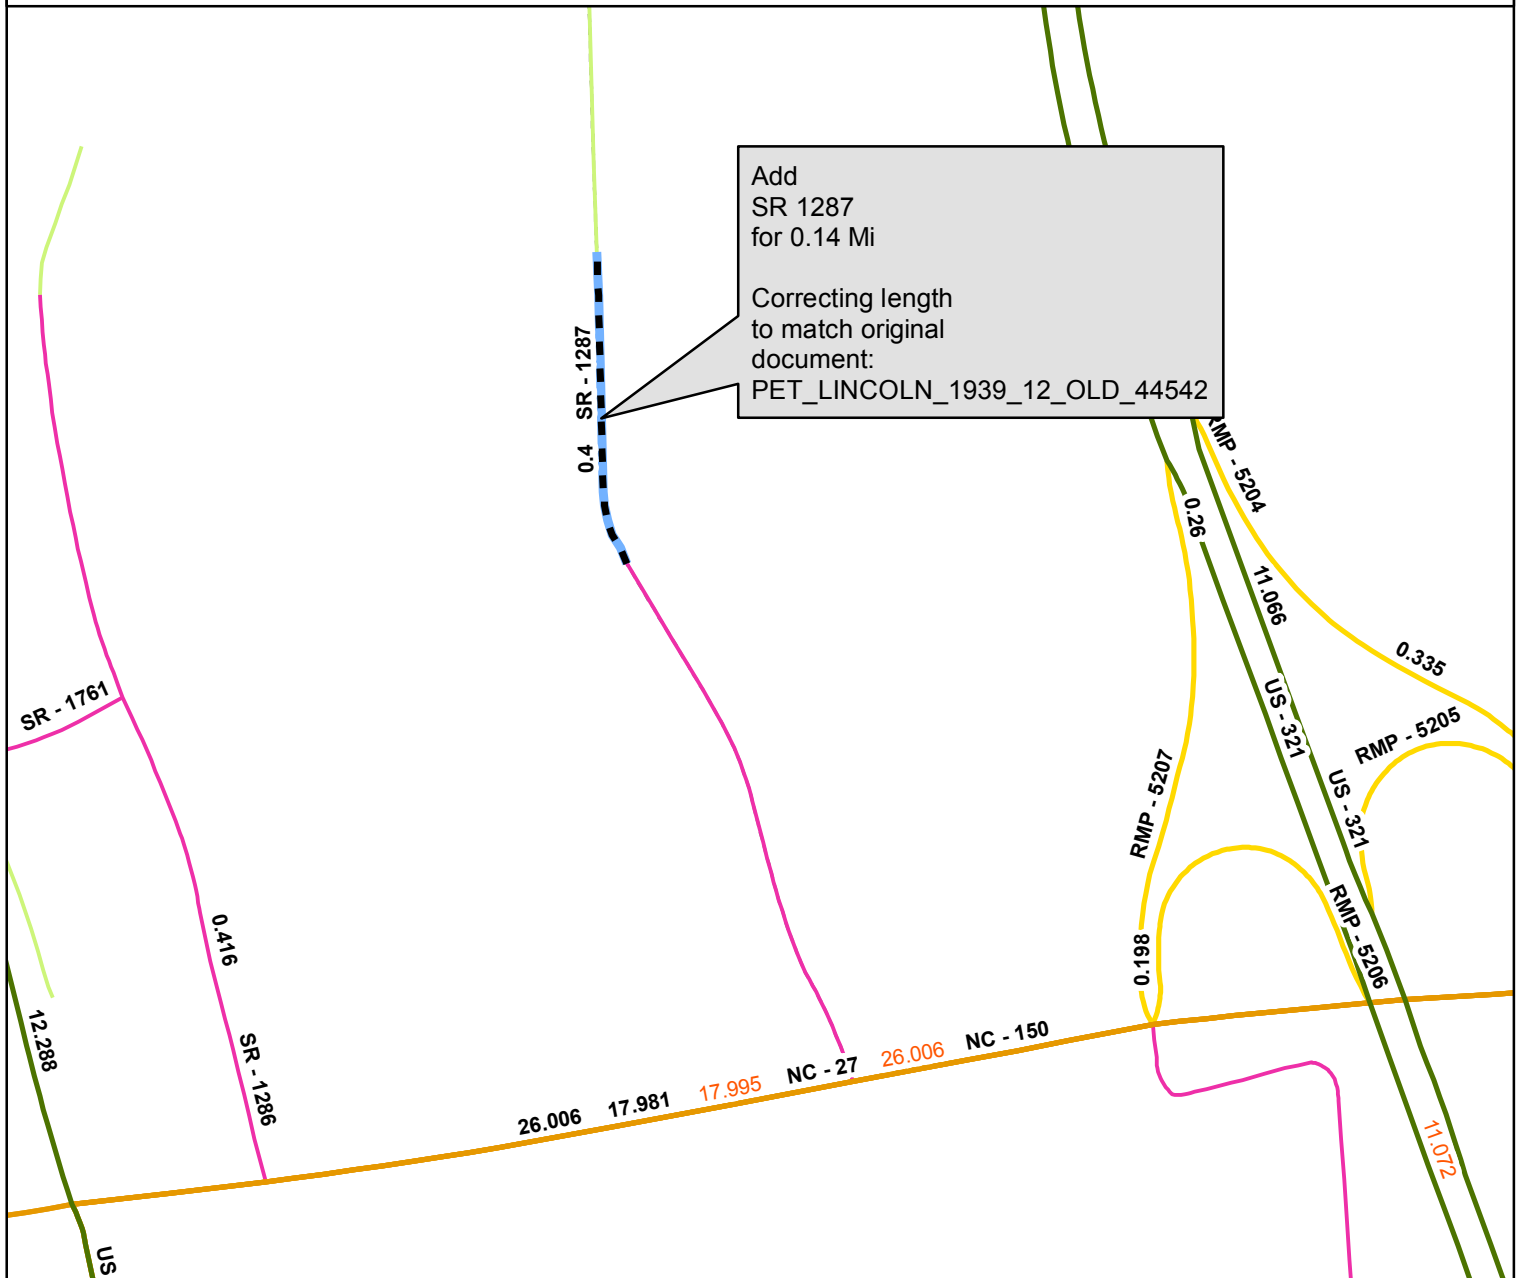 Add
SR 1287
for 0.14 Mi
Correcting length
to match original
document:
PET_LINCOLN_1939_12_OLD_44542
0.4 SR - 1287
RMP - 5204
0.26
11.066
0.335
SR - 1761
US - 321
RMP - 5205
RMP - 5207
US - 321
0.416
RMP - 5206
0.198
12.288
SR - 1286
26.006 17.981 17.995 NC - 27 26.006 NC - 150
11.072
US